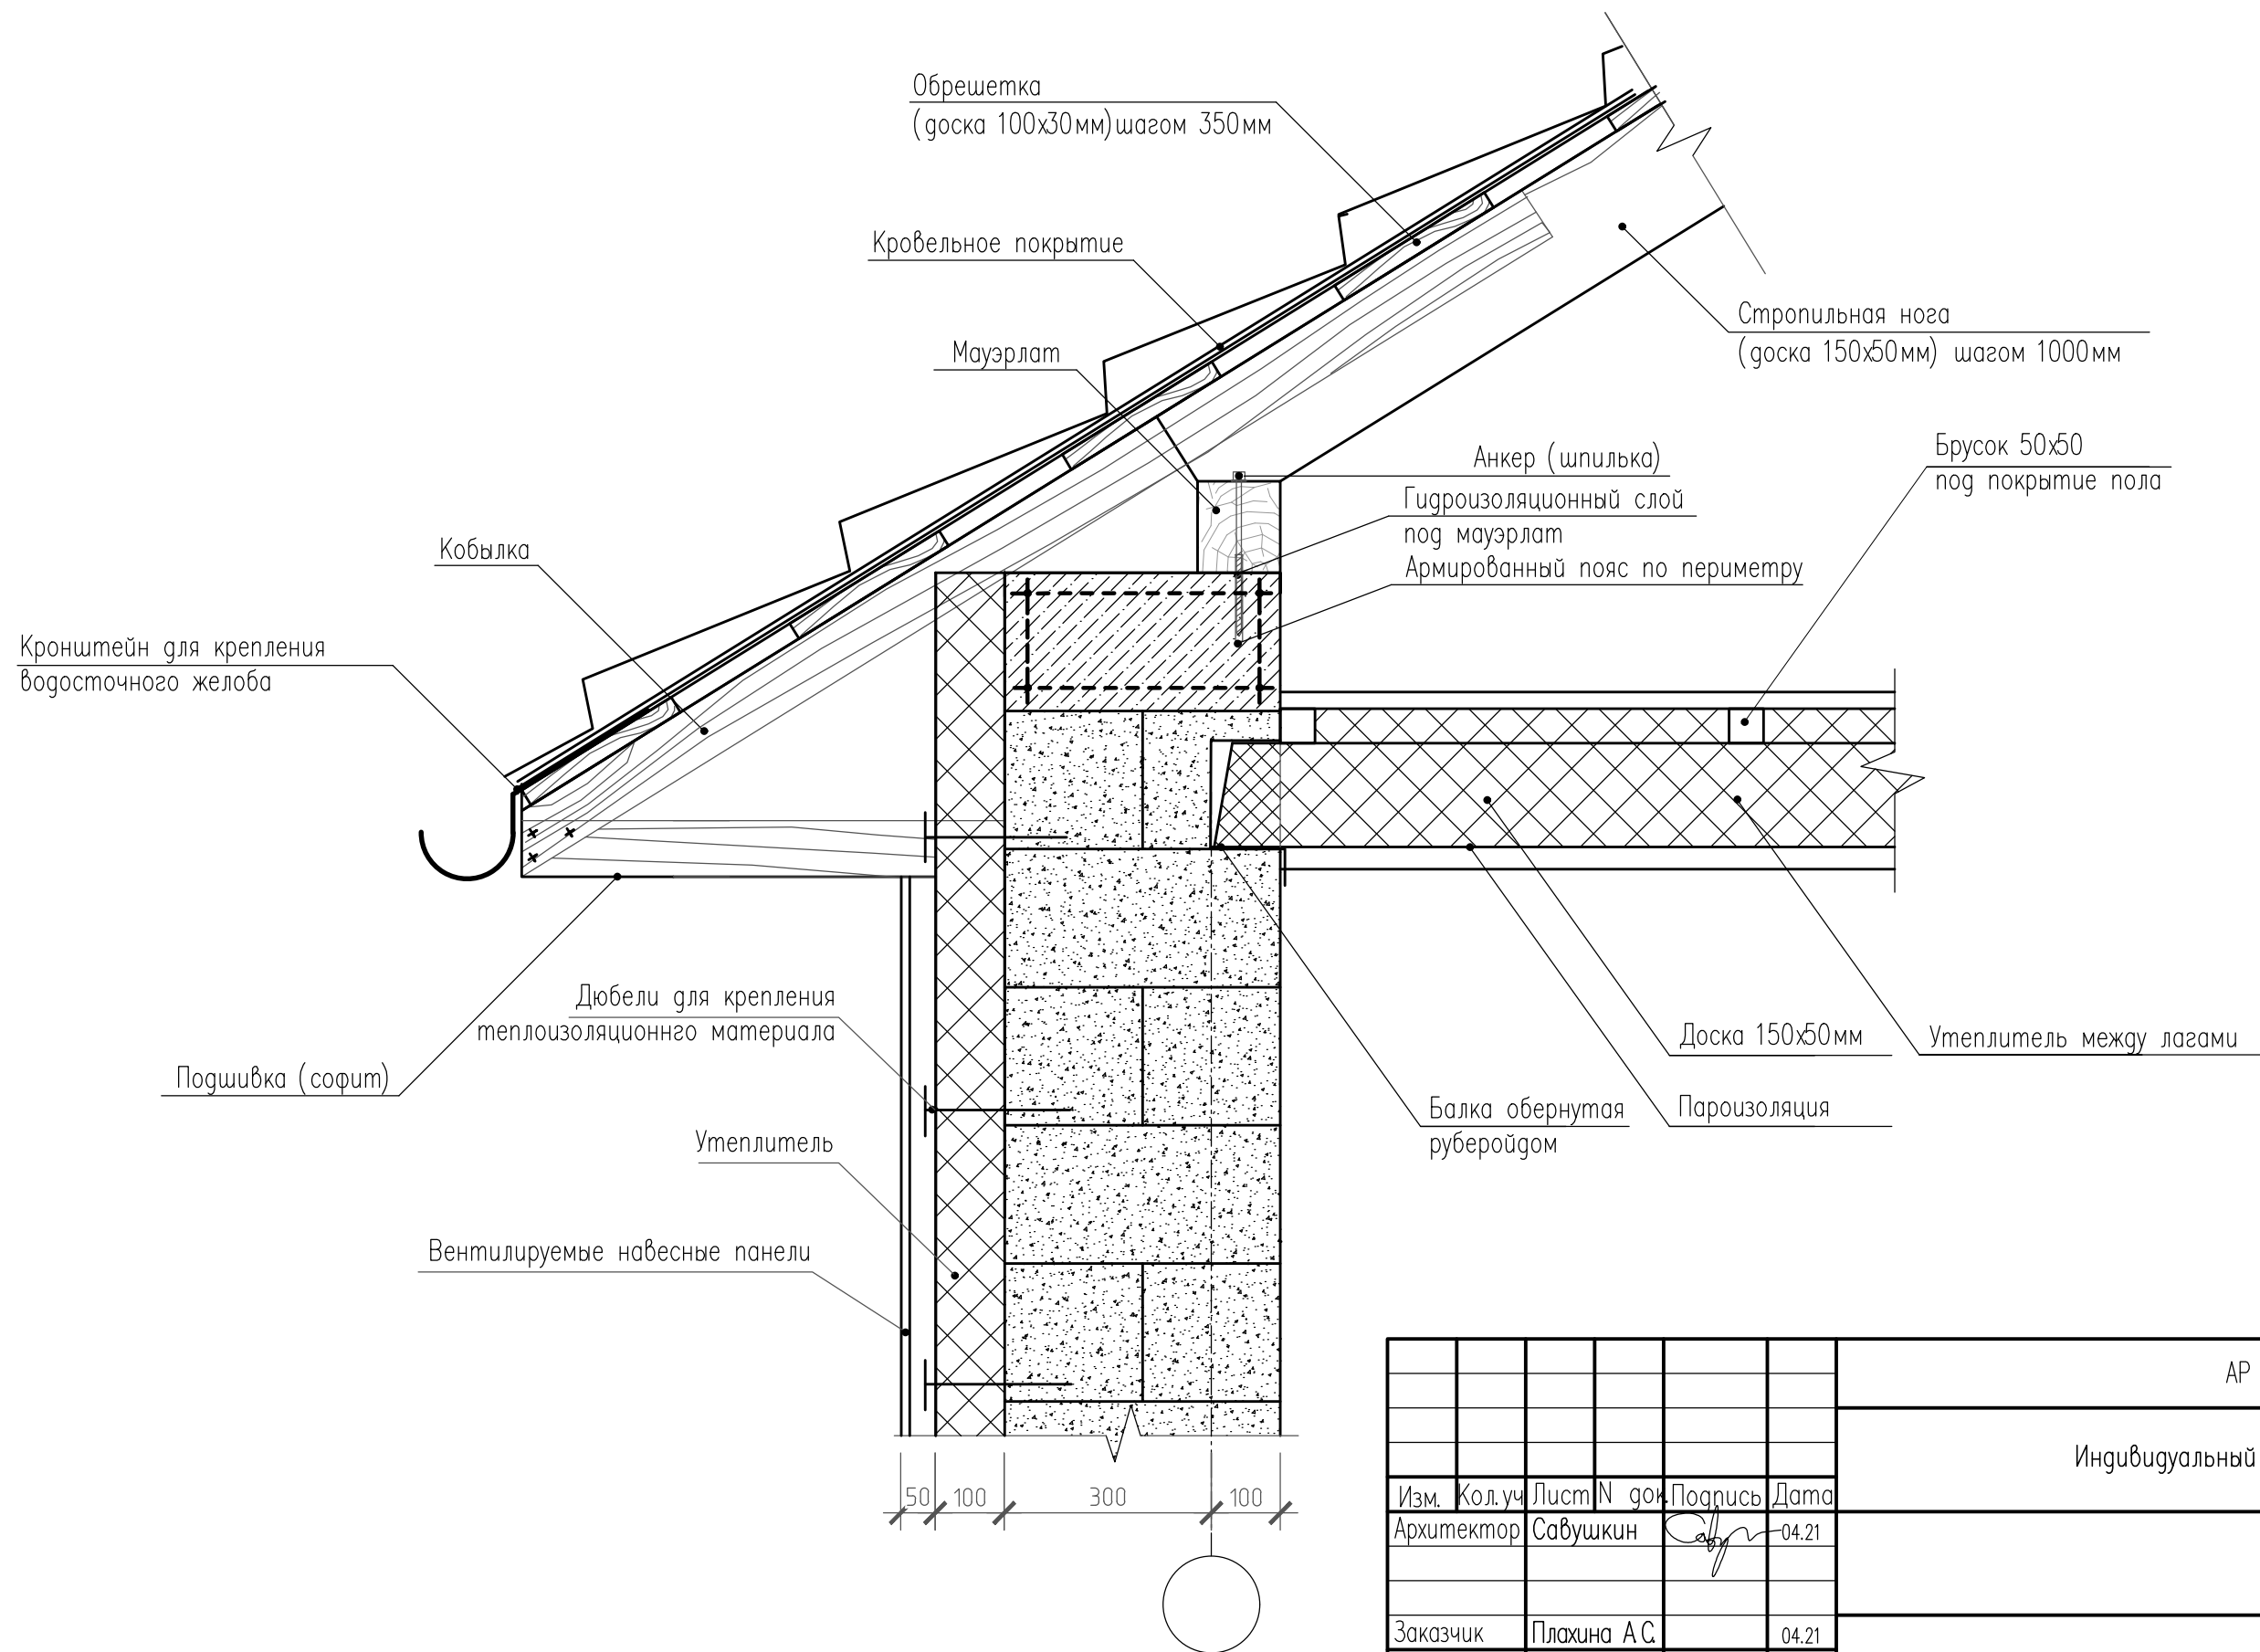 Обрешетка
(доска 100х30мм)шагом 350мм
Кровельное покрытие
Мауэрлат
Стропильная нога
(доска 150х50мм) шагом 1000мм
Анкер (шпилька)
Гидроизоляционный слой
под мауэрлат
Армированный пояс по периметру
Брусок 50х50
под покрытие пола
Кобылка
Кронштейн для крепления
водосточного желоба
Дюбели для крепления
теплоизоляционнго материала
Подшивка (софит)
Утеплитель
Вентилируемые навесные панели
Доска 150х50мм
Утеплитель между лагами
Балка обернутая
руберойдом
Пароизоляция
50 100 300 100
АР
Индивидуальный
Изм. Кол.уч Лист N док. Подпись Дата
Архитектор Савушкин 04.21
Заказчик Плахина А.С. 04.21